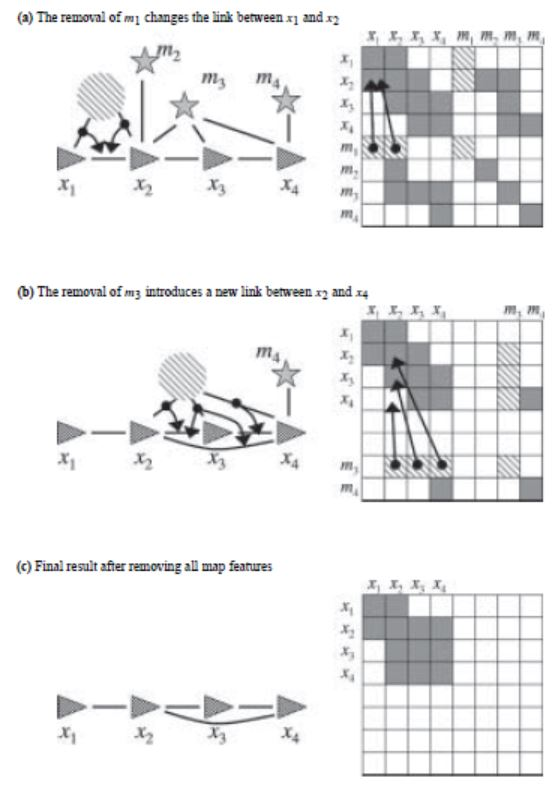 (a) The removal of m1 changes the link between x1 and x2
x1 x2 x3 x4 m1 m2 m3 m4
m2
m3
m4
x1 x2 x3 x4
x1
x2
x3
x4
m1
m2
m3
m4
(b) The removal of m3 introduces a new link between x2 and x4
x1 x2 x3 x4 m3 m4
m4
x1 x2 x3 x4
x1
x2
x3
x4
m3
m4
(c) Final result after removing all map features
x1 x2 x3 x4
x1
x2
x3
x4
x1 x2 x3 x4